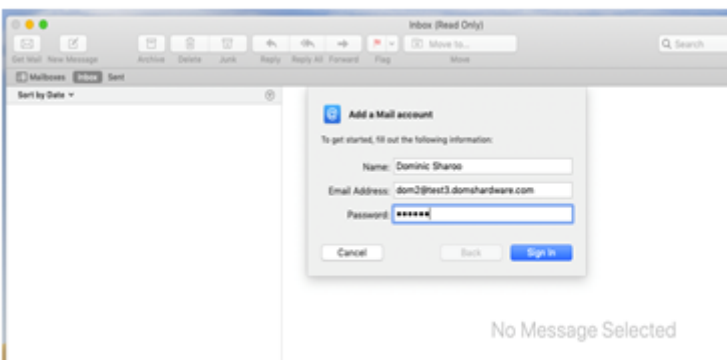 Inbox (Read Only)
Get Mail New Message Archive Delete Junk Reply Reply All Forward Flag Move to... Move Search
Mailboxes Inbox Sent
Sort by Date
Add a Mail account
To get started, fill out the following information:
Name: Dominic Sharoo
Email Address: dom2@test3.domshardware.com
Password: ••••••
Cancel Back Sign In
No Message Selected